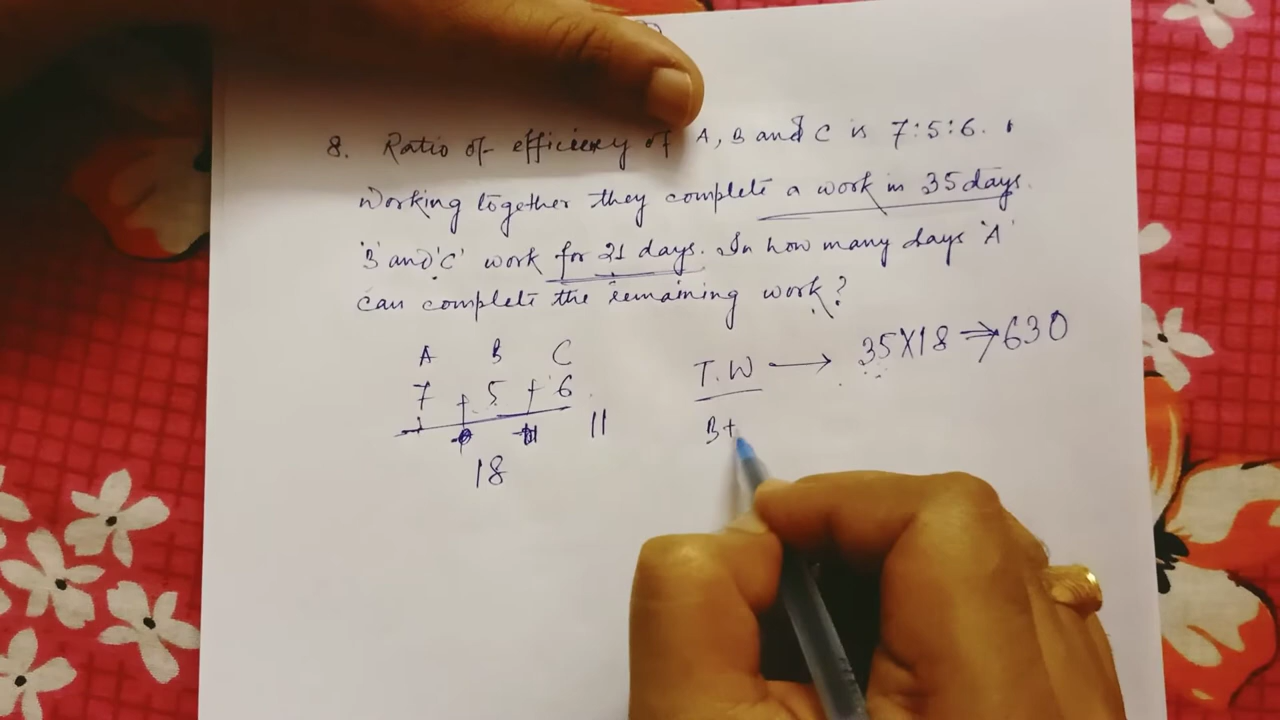 8. Ratio of efficiency of A, B and C is 7:5:6.
Working together they complete a work in 35 days.
'B' and 'C' work for 21 days. In how many days 'A'
can complete the remaining work?
A B C
7 + 5 + 6
11
18
T.W → 35X18 ⇒ 630
B+